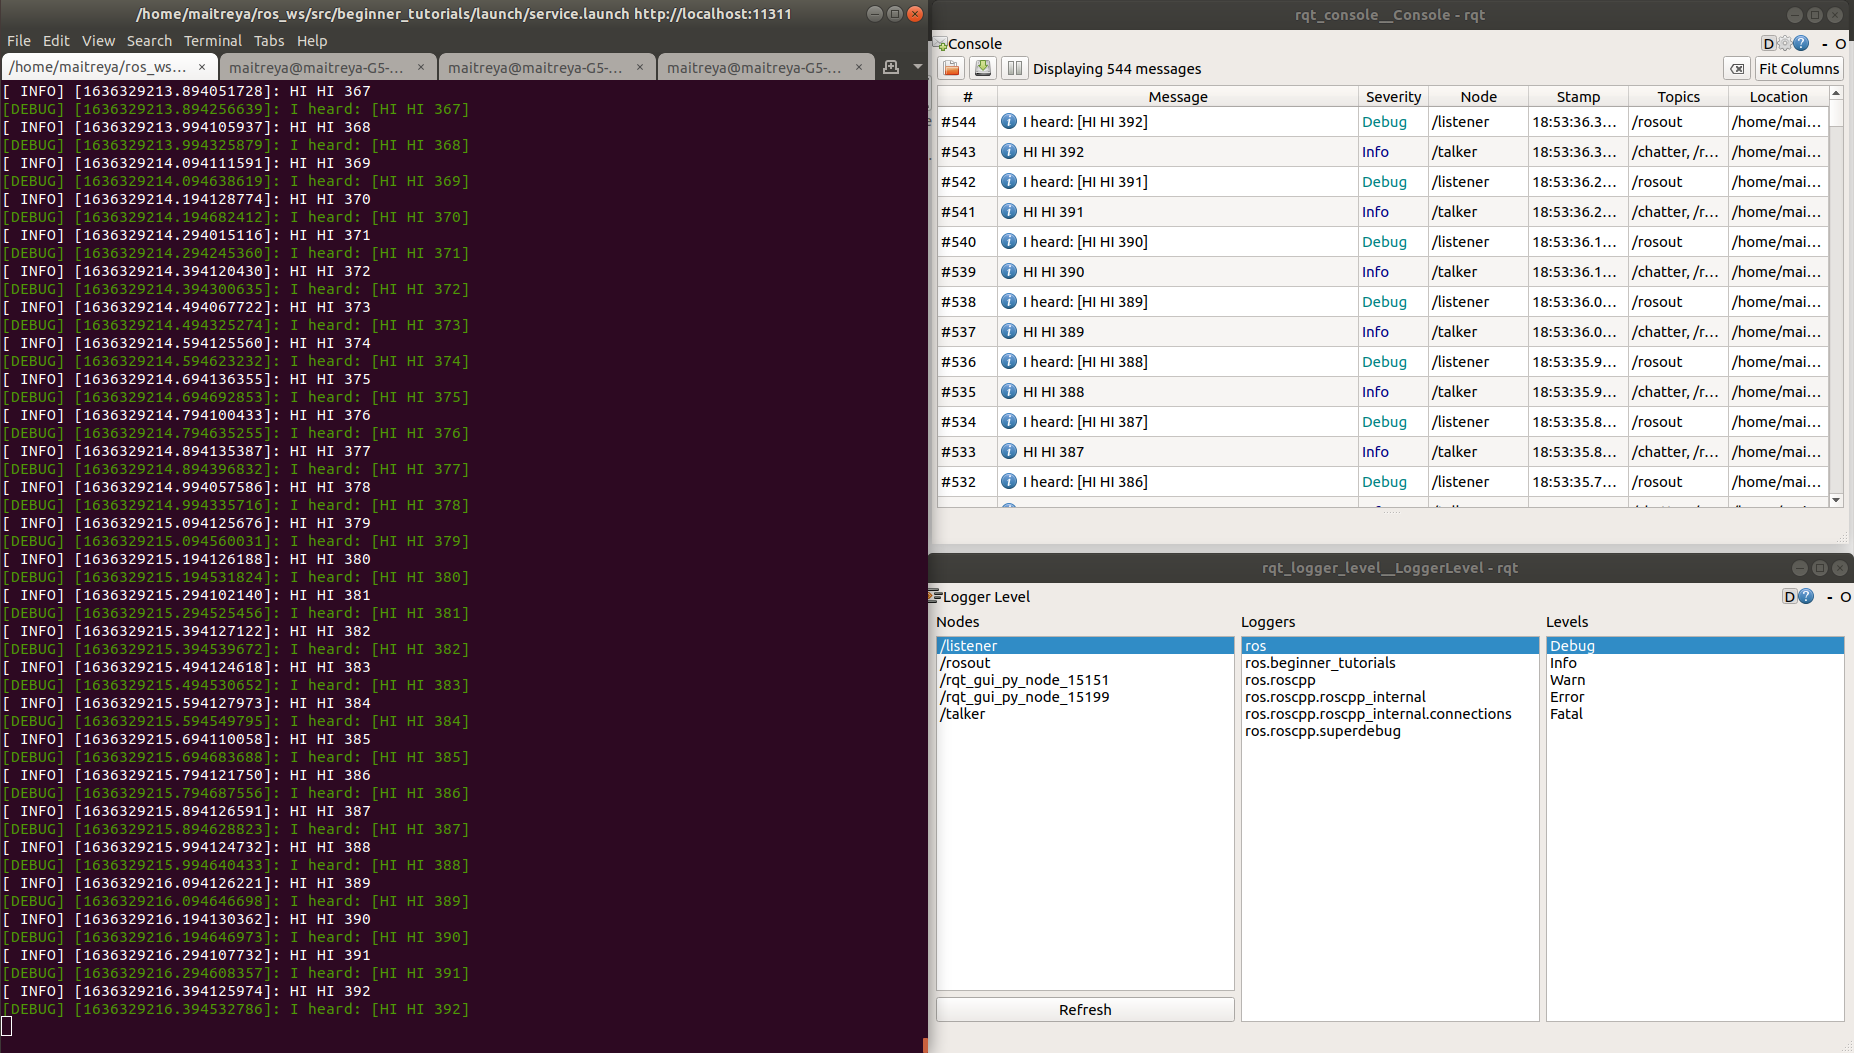 /home/maitreya/ros_ws/src/beginner_tutorials/launch/service.launch http://localhost:11311
File Edit View Search Terminal Tabs Help
/home/maitreya/ros_ws... × maitreya@maitreya-G5-... × maitreya@maitreya-G5-... × maitreya@maitreya-G5-... ×
[ INFO] [1636329213.894051728]: HI HI 367
[DEBUG] [1636329213.894256639]: I heard: [HI HI 367]
[ INFO] [1636329213.994105937]: HI HI 368
[DEBUG] [1636329213.994325879]: I heard: [HI HI 368]
[ INFO] [1636329214.094111591]: HI HI 369
[DEBUG] [1636329214.094638619]: I heard: [HI HI 369]
[ INFO] [1636329214.194128774]: HI HI 370
[DEBUG] [1636329214.194682412]: I heard: [HI HI 370]
[ INFO] [1636329214.294015116]: HI HI 371
[DEBUG] [1636329214.294245360]: I heard: [HI HI 371]
[ INFO] [1636329214.394120430]: HI HI 372
[DEBUG] [1636329214.394300635]: I heard: [HI HI 372]
[ INFO] [1636329214.494067722]: HI HI 373
[DEBUG] [1636329214.494325274]: I heard: [HI HI 373]
[ INFO] [1636329214.594125560]: HI HI 374
[DEBUG] [1636329214.594623232]: I heard: [HI HI 374]
[ INFO] [1636329214.694136355]: HI HI 375
[DEBUG] [1636329214.694692853]: I heard: [HI HI 375]
[ INFO] [1636329214.794100433]: HI HI 376
[DEBUG] [1636329214.794635255]: I heard: [HI HI 376]
[ INFO] [1636329214.894135387]: HI HI 377
[DEBUG] [1636329214.894396832]: I heard: [HI HI 377]
[ INFO] [1636329214.994057586]: HI HI 378
[DEBUG] [1636329214.994335716]: I heard: [HI HI 378]
[ INFO] [1636329215.094125676]: HI HI 379
[DEBUG] [1636329215.094560031]: I heard: [HI HI 379]
[ INFO] [1636329215.194126188]: HI HI 380
[DEBUG] [1636329215.194531824]: I heard: [HI HI 380]
[ INFO] [1636329215.294102140]: HI HI 381
[DEBUG] [1636329215.294525456]: I heard: [HI HI 381]
[ INFO] [1636329215.394127122]: HI HI 382
[DEBUG] [1636329215.394539672]: I heard: [HI HI 382]
[ INFO] [1636329215.494124618]: HI HI 383
[DEBUG] [1636329215.494530652]: I heard: [HI HI 383]
[ INFO] [1636329215.594127973]: HI HI 384
[DEBUG] [1636329215.594549795]: I heard: [HI HI 384]
[ INFO] [1636329215.694110058]: HI HI 385
[DEBUG] [1636329215.694683688]: I heard: [HI HI 385]
[ INFO] [1636329215.794121750]: HI HI 386
[DEBUG] [1636329215.794687556]: I heard: [HI HI 386]
[ INFO] [1636329215.894126591]: HI HI 387
[DEBUG] [1636329215.894628823]: I heard: [HI HI 387]
[ INFO] [1636329215.994124732]: HI HI 388
[DEBUG] [1636329215.994640433]: I heard: [HI HI 388]
[ INFO] [1636329216.094126221]: HI HI 389
[DEBUG] [1636329216.094646698]: I heard: [HI HI 389]
[ INFO] [1636329216.194130362]: HI HI 390
[DEBUG] [1636329216.194646973]: I heard: [HI HI 390]
[ INFO] [1636329216.294107732]: HI HI 391
[DEBUG] [1636329216.294608357]: I heard: [HI HI 391]
[ INFO] [1636329216.394125974]: HI HI 392
[DEBUG] [1636329216.394532786]: I heard: [HI HI 392]
rqt_console__Console - rqt
Console D ? - O
Displaying 544 messages Fit Columns
# Message Severity Node Stamp Topics Location
#544 I heard: [HI HI 392] Debug /listener 18:53:36.3... /rosout /home/mai...
#543 HI HI 392 Info /talker 18:53:36.3... /chatter, /r... /home/mai...
#542 I heard: [HI HI 391] Debug /listener 18:53:36.2... /rosout /home/mai...
#541 HI HI 391 Info /talker 18:53:36.2... /chatter, /r... /home/mai...
#540 I heard: [HI HI 390] Debug /listener 18:53:36.1... /rosout /home/mai...
#539 HI HI 390 Info /talker 18:53:36.1... /chatter, /r... /home/mai...
#538 I heard: [HI HI 389] Debug /listener 18:53:36.0... /rosout /home/mai...
#537 HI HI 389 Info /talker 18:53:36.0... /chatter, /r... /home/mai...
#536 I heard: [HI HI 388] Debug /listener 18:53:35.9... /rosout /home/mai...
#535 HI HI 388 Info /talker 18:53:35.9... /chatter, /r... /home/mai...
#534 I heard: [HI HI 387] Debug /listener 18:53:35.8... /rosout /home/mai...
#533 HI HI 387 Info /talker 18:53:35.8... /chatter, /r... /home/mai...
#532 I heard: [HI HI 386] Debug /listener 18:53:35.7... /rosout /home/mai...
rqt_logger_level__LoggerLevel - rqt
Logger Level D ? - O
Nodes Loggers Levels
/listener ros Debug
/rosout ros.beginner_tutorials Info
/rqt_gui_py_node_15151 ros.roscpp Warn
/rqt_gui_py_node_15199 ros.roscpp.roscpp_internal Error
/talker ros.roscpp.roscpp_internal.connections Fatal
ros.roscpp.superdebug
Refresh